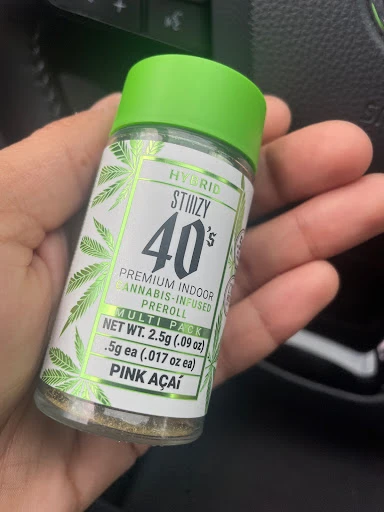 HYBRID
STIIIZY
40's
PREMIUM INDOOR
CANNABIS-INFUSED
PREROLL
MULTI PACK
NET WT. 2.5g (.09 oz)
.5g ea (.017 oz ea)
PINK AÇAÍ